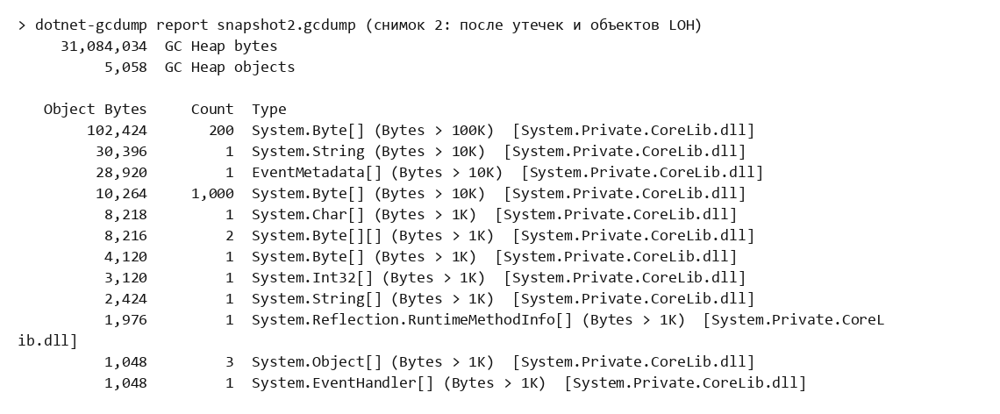 > dotnet-gcdump report snapshot2.gcdump (снимок 2: после утечек и объектов LOH)
31,084,034  GC Heap bytes
5,058  GC Heap objects
Object Bytes     Count  Type
102,424       200  System.Byte[] (Bytes > 100K)  [System.Private.CoreLib.dll]
30,396         1  System.String (Bytes > 10K)  [System.Private.CoreLib.dll]
28,920         1  EventMetadata[] (Bytes > 10K)  [System.Private.CoreLib.dll]
10,264     1,000  System.Byte[] (Bytes > 10K)  [System.Private.CoreLib.dll]
8,218         1  System.Char[] (Bytes > 1K)  [System.Private.CoreLib.dll]
8,216         2  System.Byte[][] (Bytes > 1K)  [System.Private.CoreLib.dll]
4,120         1  System.Byte[] (Bytes > 1K)  [System.Private.CoreLib.dll]
3,120         1  System.Int32[] (Bytes > 1K)  [System.Private.CoreLib.dll]
2,424         1  System.String[] (Bytes > 1K)  [System.Private.CoreLib.dll]
1,976         1  System.Reflection.RuntimeMethodInfo[] (Bytes > 1K)  [System.Private.CoreL
ib.dll]
1,048         3  System.Object[] (Bytes > 1K)  [System.Private.CoreLib.dll]
1,048         1  System.EventHandler[] (Bytes > 1K)  [System.Private.CoreLib.dll]